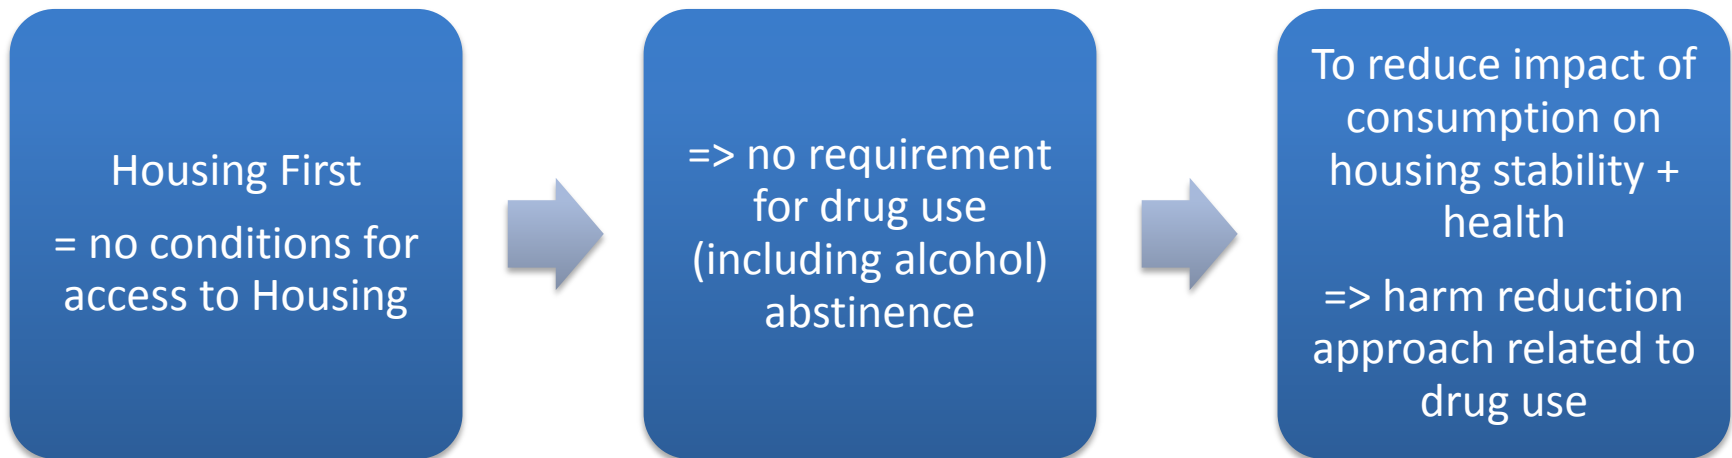 Housing First
= no conditions for
access to Housing
=> no requirement
for drug use
(including alcohol)
abstinence
To reduce impact of
consumption on
housing stability +
health
=> harm reduction
approach related to
drug use